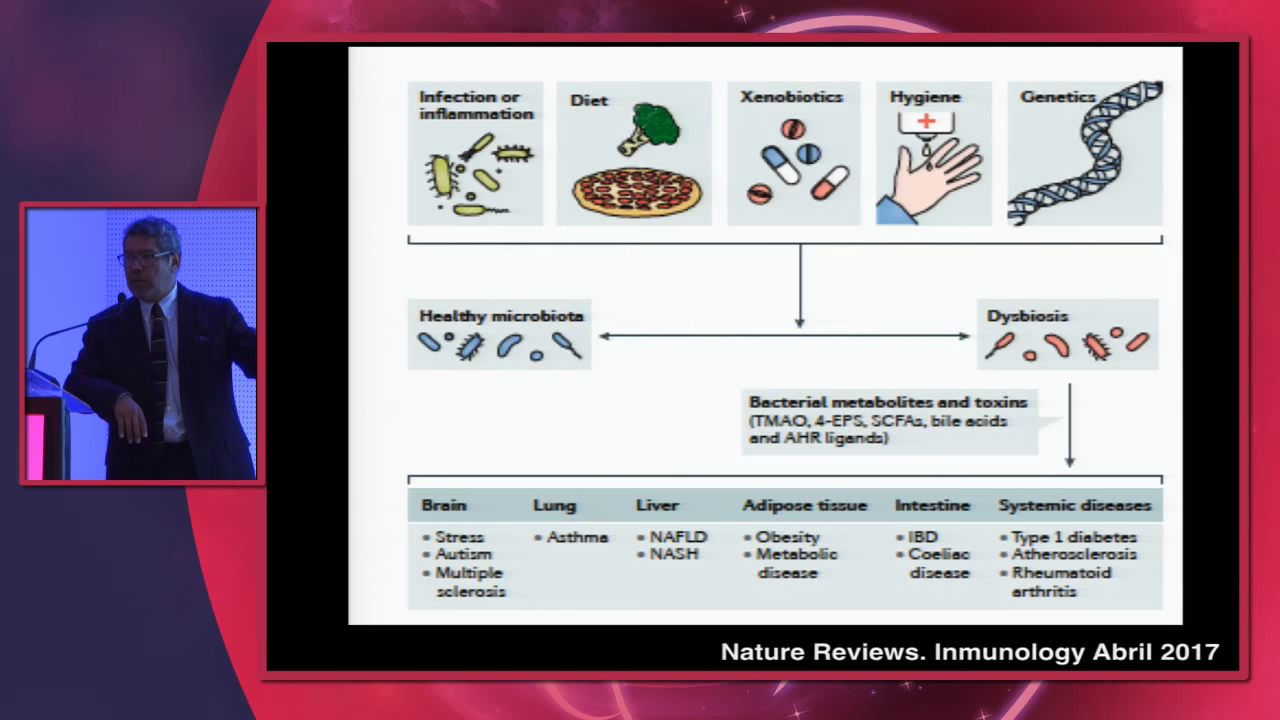 Infection or
inflammation
Diet
Xenobiotics
Hygiene
Genetics
Healthy microbiota
Dysbiosis
Bacterial metabolites and toxins
(TMAO, 4-EPS, SCFAs, bile acids
and AHR ligands)
Brain
• Stress
• Autism
• Multiple
sclerosis
Lung
• Asthma
Liver
• NAFLD
• NASH
Adipose tissue
• Obesity
• Metabolic
disease
Intestine
• IBD
• Coeliac
disease
Systemic diseases
• Type 1 diabetes
• Atherosclerosis
• Rheumatoid
arthritis
Nature Reviews. Inmunology Abril 2017